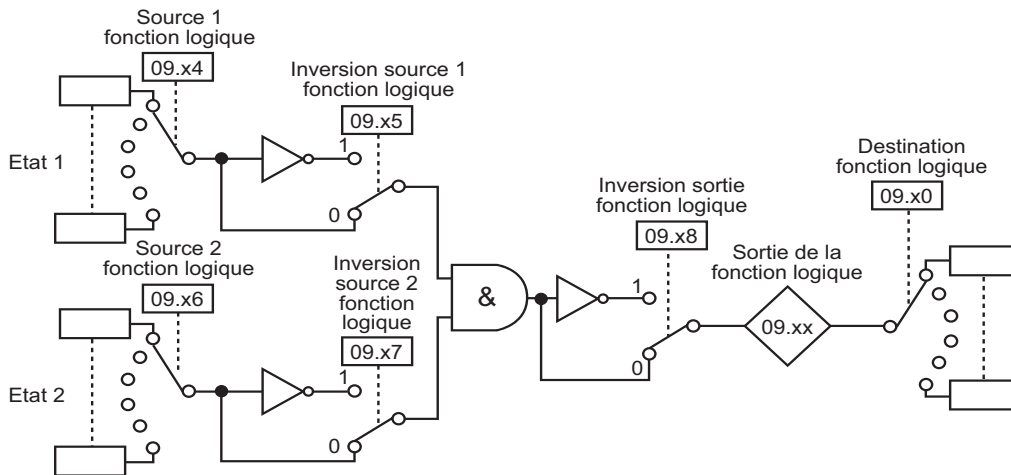 Source 1
fonction logique
09.x4
Inversion source 1
fonction logique
09.x5
1
0
Etat 1
Source 2
fonction logique
09.x6
Inversion
source 2
fonction
logique
09.x7
1
0
Etat 2
&
Inversion sortie
fonction logique
09.x8
1
0
Sortie de la
fonction logique
09.xx
Destination
fonction logique
09.x0